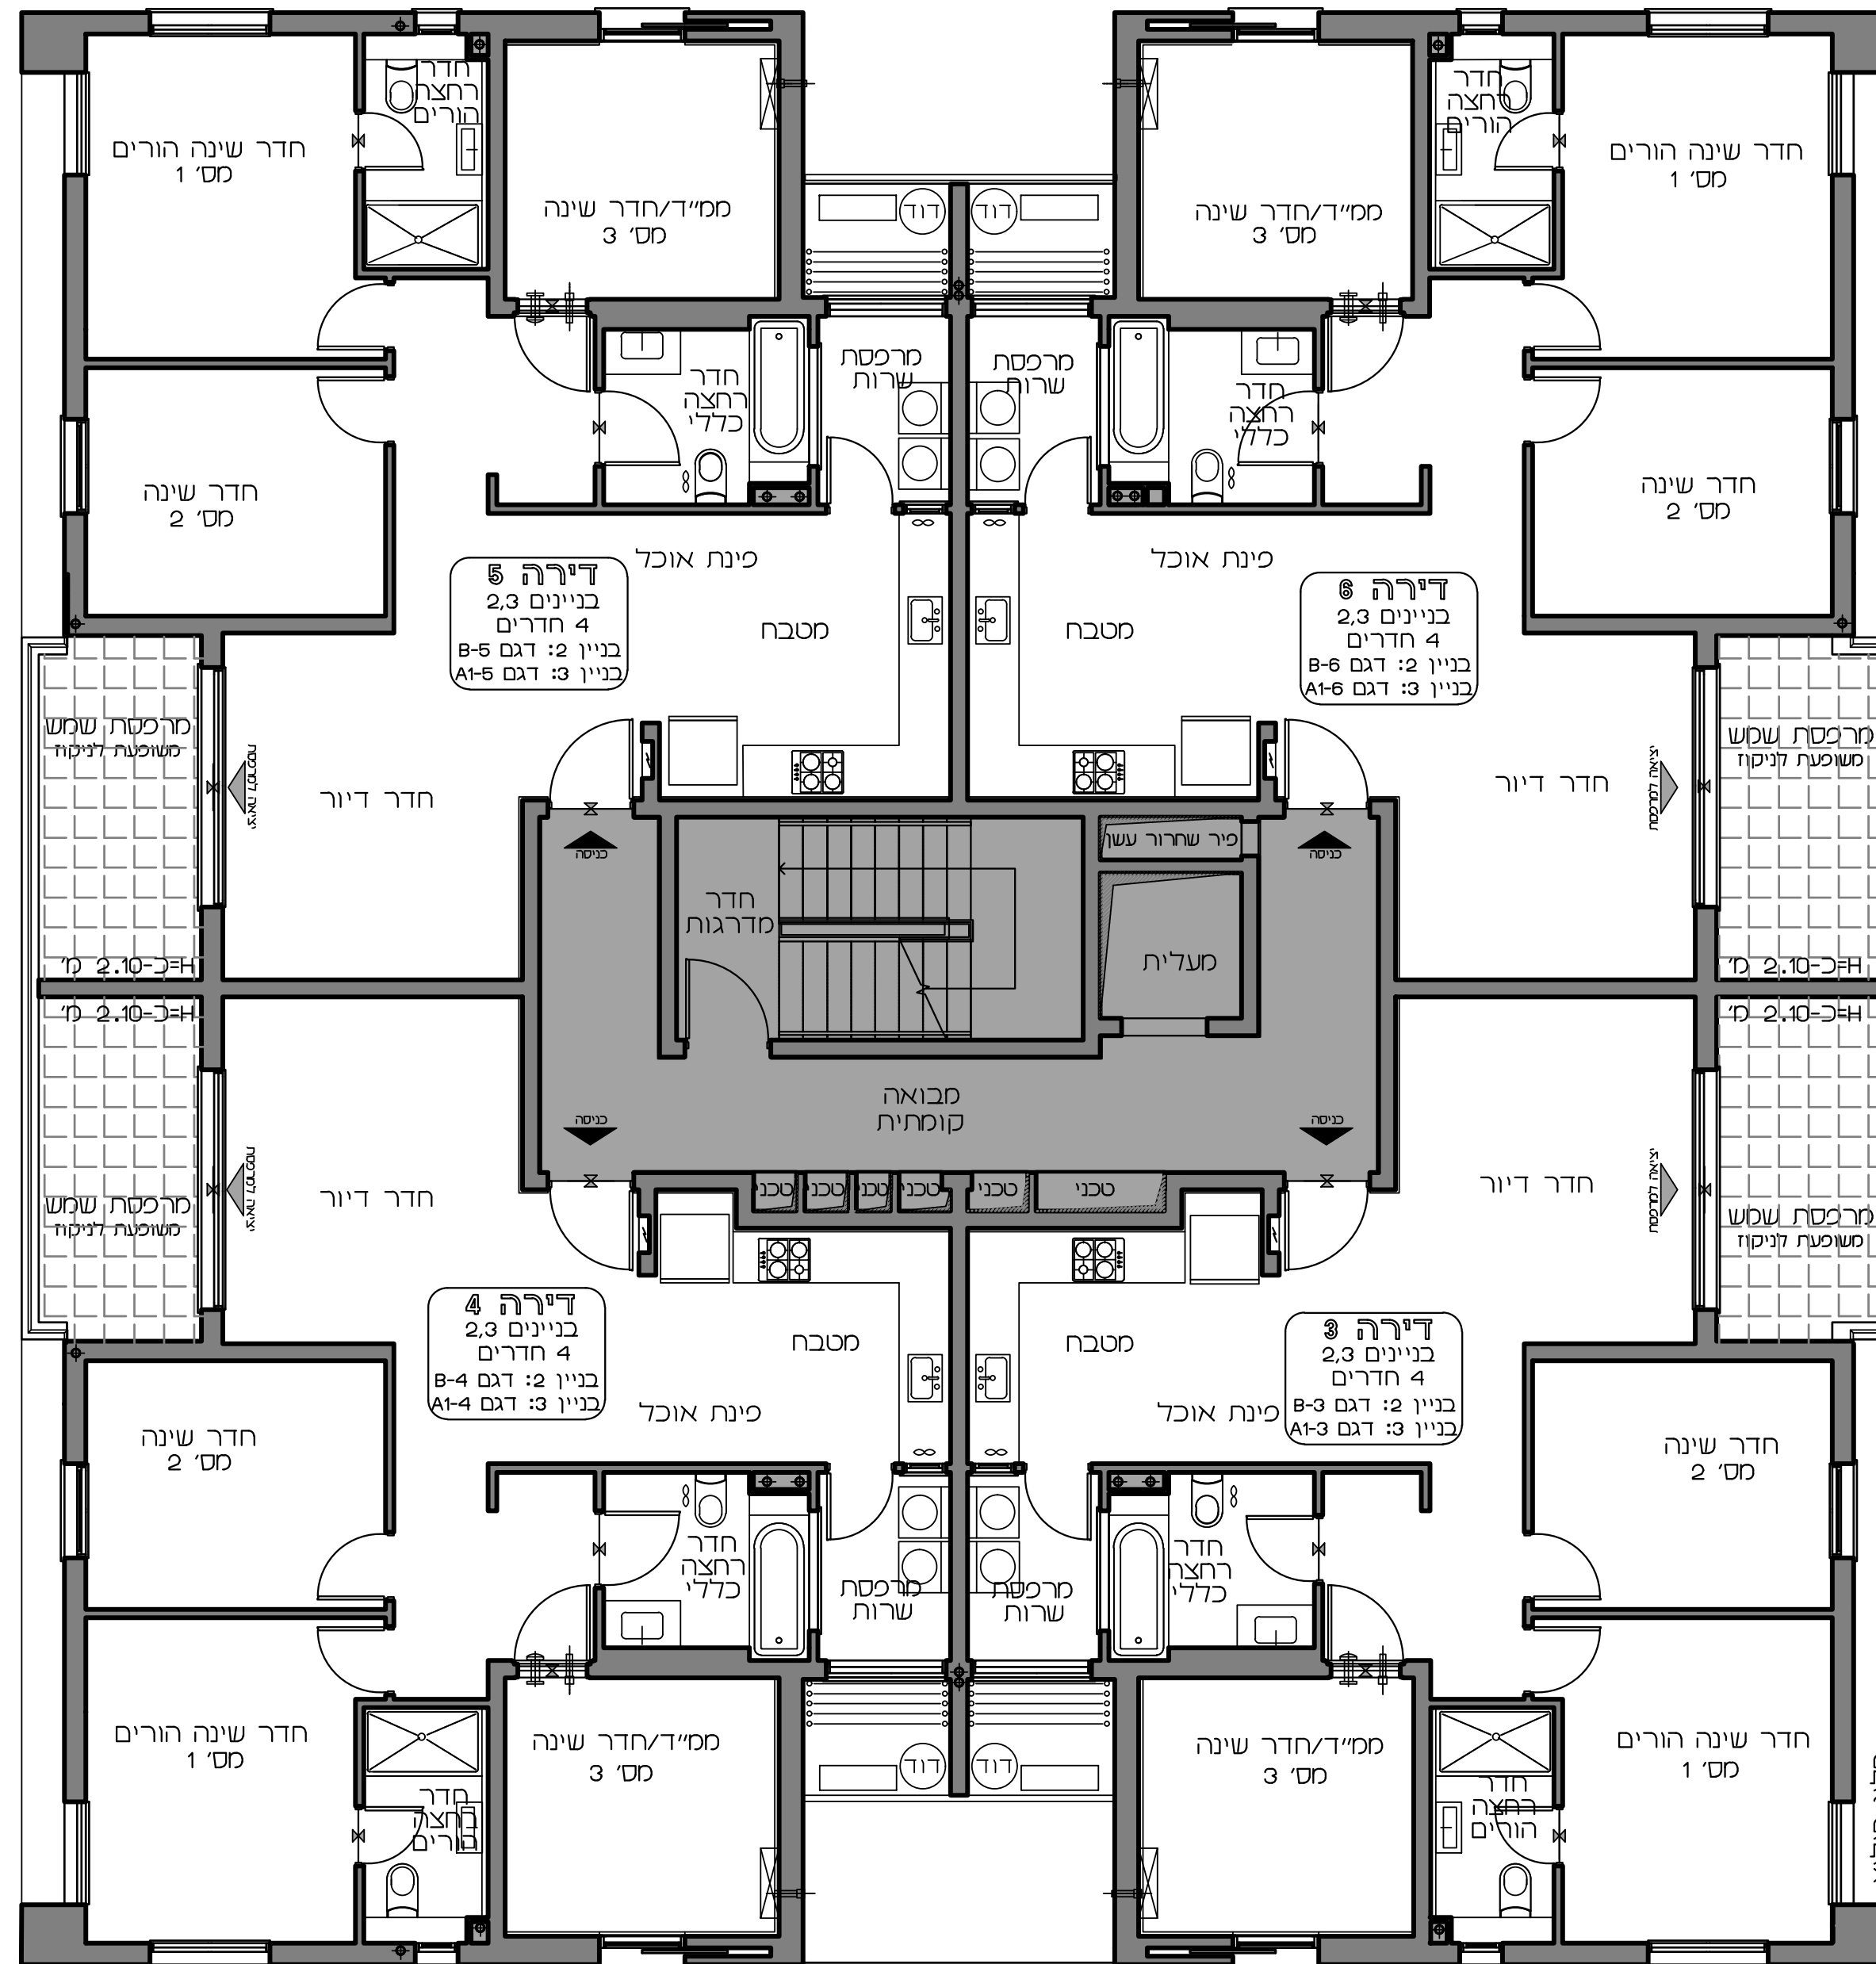 חדר שינה הורים
מס' 1
חדר
רחצה
הורים
ממ"ד/חדר שינה
מס' 3
דוד
דוד
ממ"ד/חדר שינה
מס' 3
חדר
רחצה
הורים
חדר שינה הורים
מס' 1
חדר שינה
מס' 2
חדר
רחצה
כללי
מרפסת
שרות
מרפסת
שרות
חדר
רחצה
כללי
חדר שינה
מס' 2
דירה 5
בניינים 2,3
4 חדרים
בניין 2: דגם B-5
בניין 3: דגם A1-5
פינת אוכל
מטבח
פינת אוכל
מטבח
דירה 6
בניינים 2,3
4 חדרים
בניין 2: דגם B-6
בניין 3: דגם A1-6
מרפסת שמש
משופעת לניקוז
יציאה למרפסת
חדר דיור
H=כ-2.10 מ'
חדר דיור
יציאה למרפסת
מרפסת שמש
משופעת לניקוז
H=כ-2.10 מ'
כניסה
חדר
מדרגות
פיר שחרור עשן
מעלית
כניסה
מבואה
קומתית
כניסה
כניסה
טכני
טכני
טכני
טכני
טכני
טכני
H=כ-2.10 מ'
מרפסת שמש
משופעת לניקוז
יציאה למרפסת
חדר דיור
חדר דיור
יציאה למרפסת
H=כ-2.10 מ'
מרפסת שמש
משופעת לניקוז
דירה 4
בניינים 2,3
4 חדרים
בניין 2: דגם B-4
בניין 3: דגם A1-4
מטבח
פינת אוכל
מטבח
פינת אוכל
דירה 3
בניינים 2,3
4 חדרים
בניין 2: דגם B-3
בניין 3: דגם A1-3
חדר שינה
מס' 2
חדר
רחצה
כללי
מרפסת
שרות
מרפסת
שרות
חדר
רחצה
כללי
חדר שינה
מס' 2
חדר שינה הורים
מס' 1
חדר
רחצה
הורים
ממ"ד/חדר שינה
מס' 3
דוד
דוד
ממ"ד/חדר שינה
מס' 3
חדר
רחצה
הורים
חדר שינה הורים
מס' 1